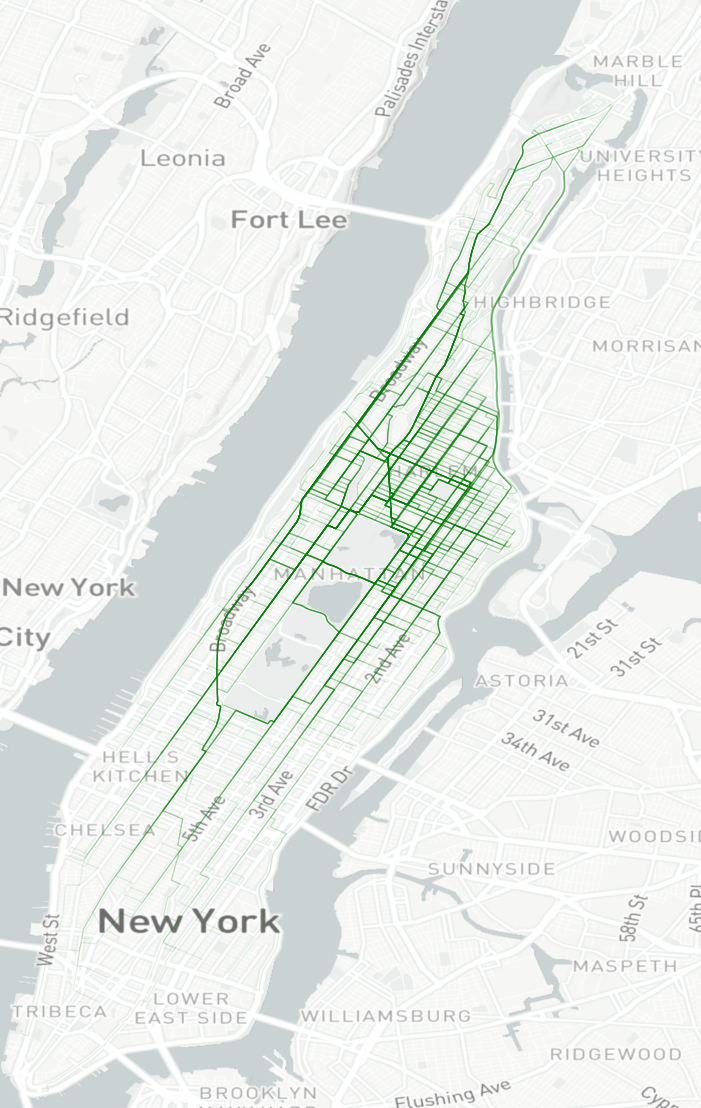 MARBLE
HILL
Broad Ave
Palisades Intersta
Leonia
UNIVERSITY
HEIGHTS
Fort Lee
HIGHBRIDGE
Ridgefield
MORRISAN
Broadway
HARLEM
MANHATTAN
New York
City
Broadway
21st St
31st St
2nd Ave
ASTORIA
31st Ave
34th Ave
HELL'S
KITCHEN
3rd Ave
FDR Dr
5th Ave
CHELSEA
WOODSID
SUNNYSIDE
58th St
65th Pl
New York
West St
MASPETH
LOWER
EAST SIDE
TRIBECA
WILLIAMSBURG
RIDGEWOOD
BROOKLYN
NAVY YARD
Flushing Ave
Cypr